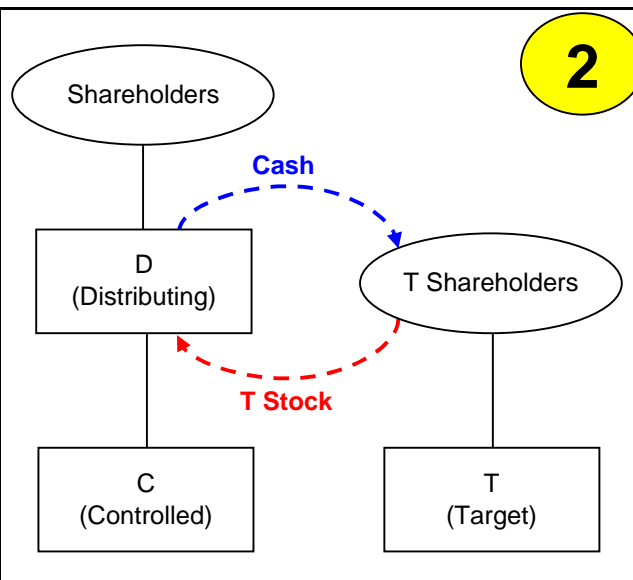 2
Shareholders
Cash
D
(Distributing)
T Shareholders
T Stock
C
(Controlled)
T
(Target)